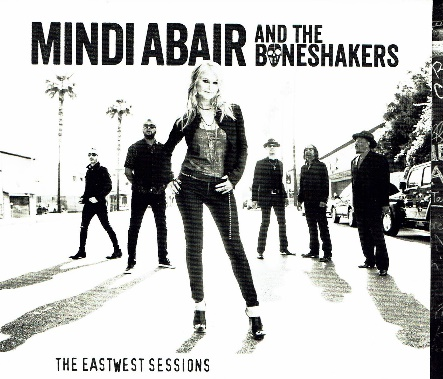 MINDI ABAIR
AND THE
BONESHAKERS
THE EASTWEST SESSIONS